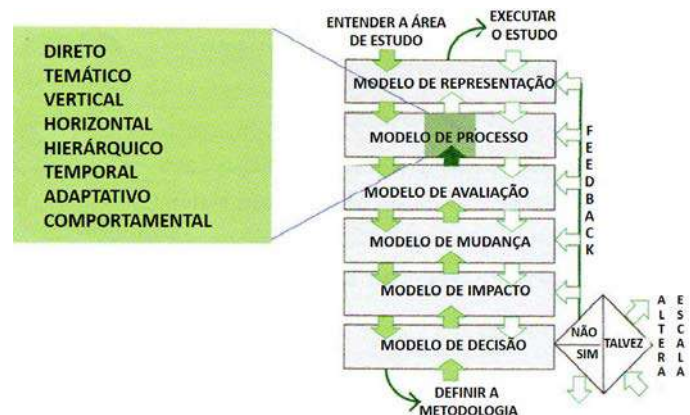 ENTENDER A ÁREA
DE ESTUDO
EXECUTAR
O ESTUDO
DIRETO
TEMÁTICO
VERTICAL
HORIZONTAL
HIERÁRQUICO
TEMPORAL
ADAPTATIVO
COMPORTAMENTAL
MODELO DE REPRESENTAÇÃO
MODELO DE PROCESSO
MODELO DE AVALIAÇÃO
MODELO DE MUDANÇA
MODELO DE IMPACTO
MODELO DE DECISÃO
FEEDBACK
NÃO
SIM
TALVEZ
ALTERA
ESCALA
DEFINIR A
METODOLOGIA